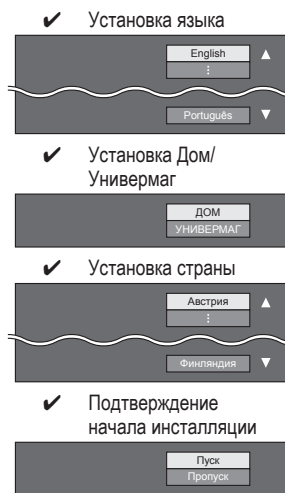 ✔ Установка языка
English
⋮
Português
✔ Установка Дом/
Универмаг
ДОМ
УНИВЕРМАГ
✔ Установка страны
Австрия
⋮
Финляндия
✔ Подтверждение
начала инсталляции
Пуск
Пропуск